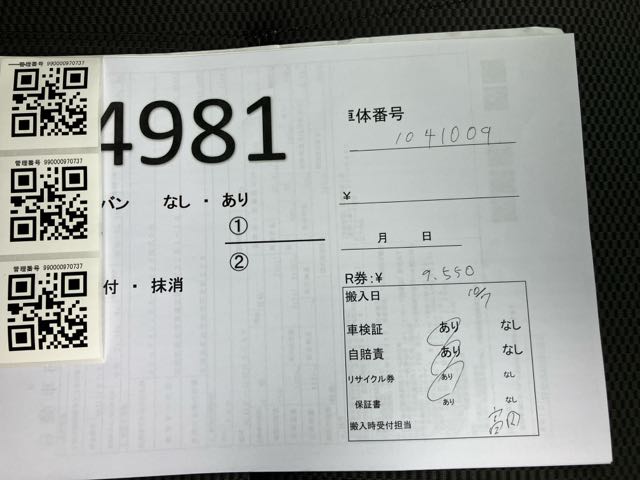 管理番号 990000970737
管理番号 990000970737
管理番号 990000970737
4981
車体番号
1041009
バン なし ・ あり
¥
①
②
月 日
付 ・ 抹消
R券:¥ 9.550
搬入日 10/7
車検証 あり なし
自賠責 あり なし
リサイクル券 あり なし
保証書 あり なし
搬入時受付担当